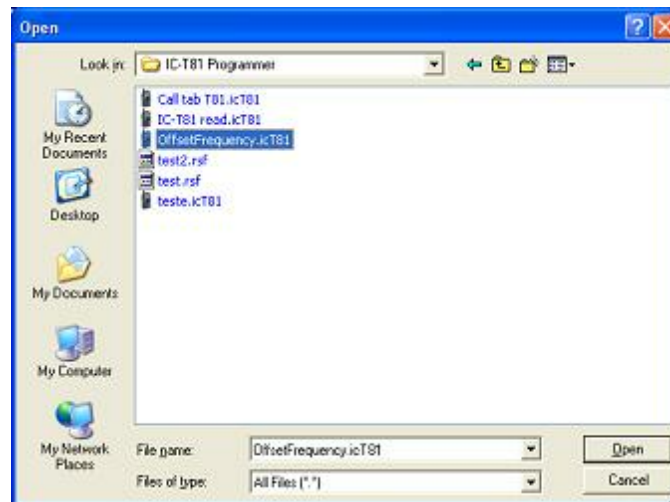 Open
Look in: IC-T81 Programmer
Call tab T81.icT81
IC-T81 read.icT81
OffsetFrequency.icT81
test2.rsf
test.rsf
teste.icT81
My Recent
Documents
Desktop
My Documents
My Computer
My Network
Places
File name: OffsetFrequency.icT81 Open
Files of type: All Files (*.*) Cancel